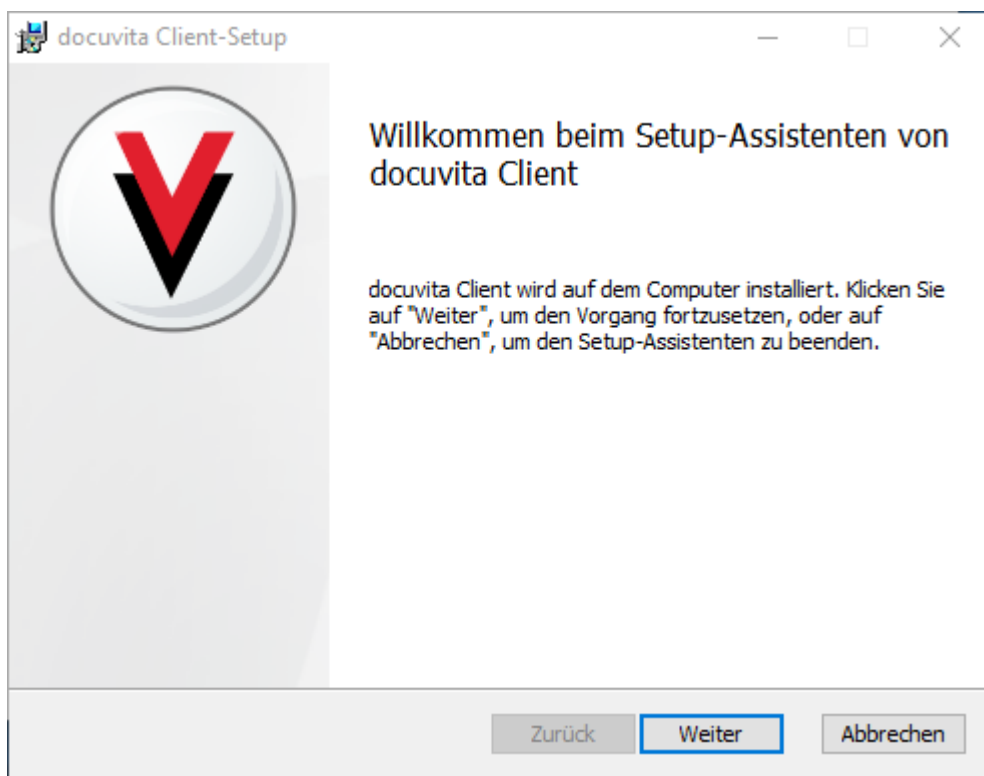 docuvita Client-Setup
Willkommen beim Setup-Assistenten von
docuvita Client
docuvita Client wird auf dem Computer installiert. Klicken Sie
auf "Weiter", um den Vorgang fortzusetzen, oder auf
"Abbrechen", um den Setup-Assistenten zu beenden.
Zurück
Weiter
Abbrechen